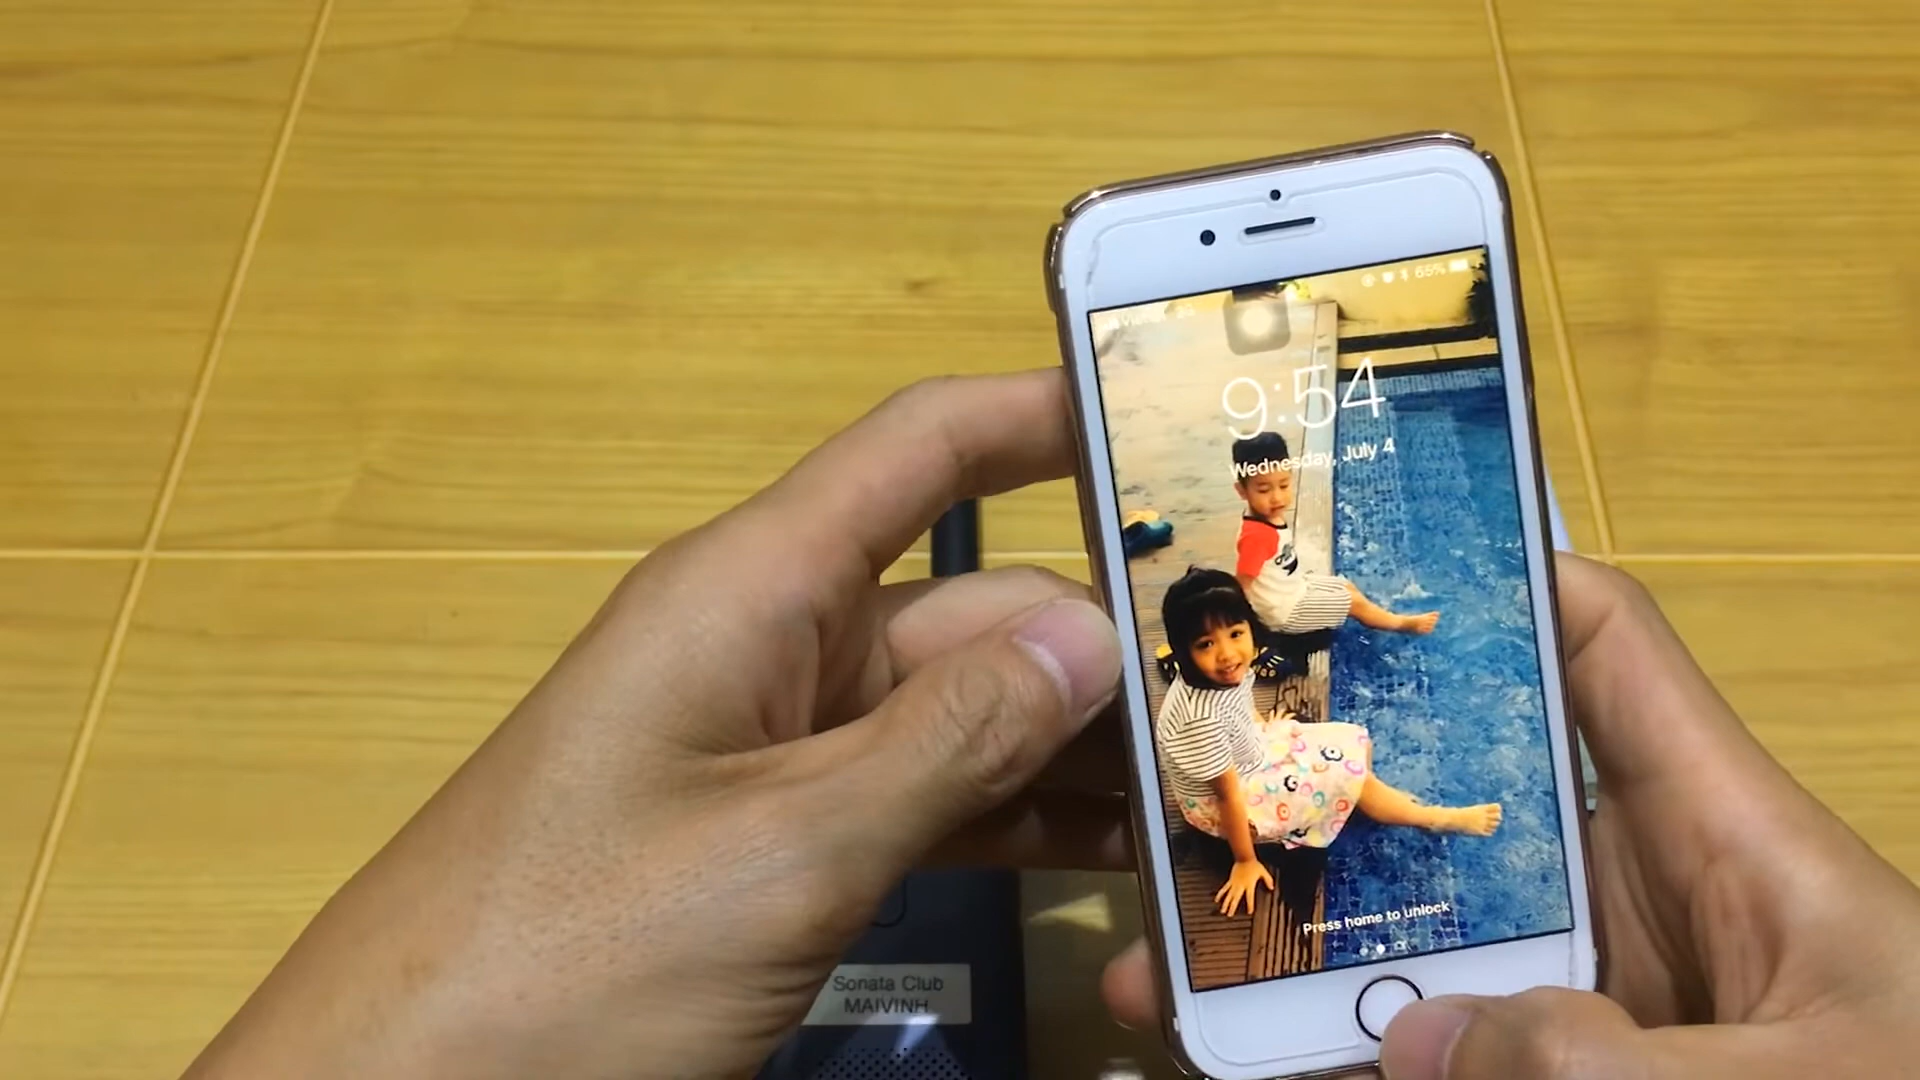 65%
9:54
Wednesday, July 4
Press home to unlock
Sonata Club
MAIVINH